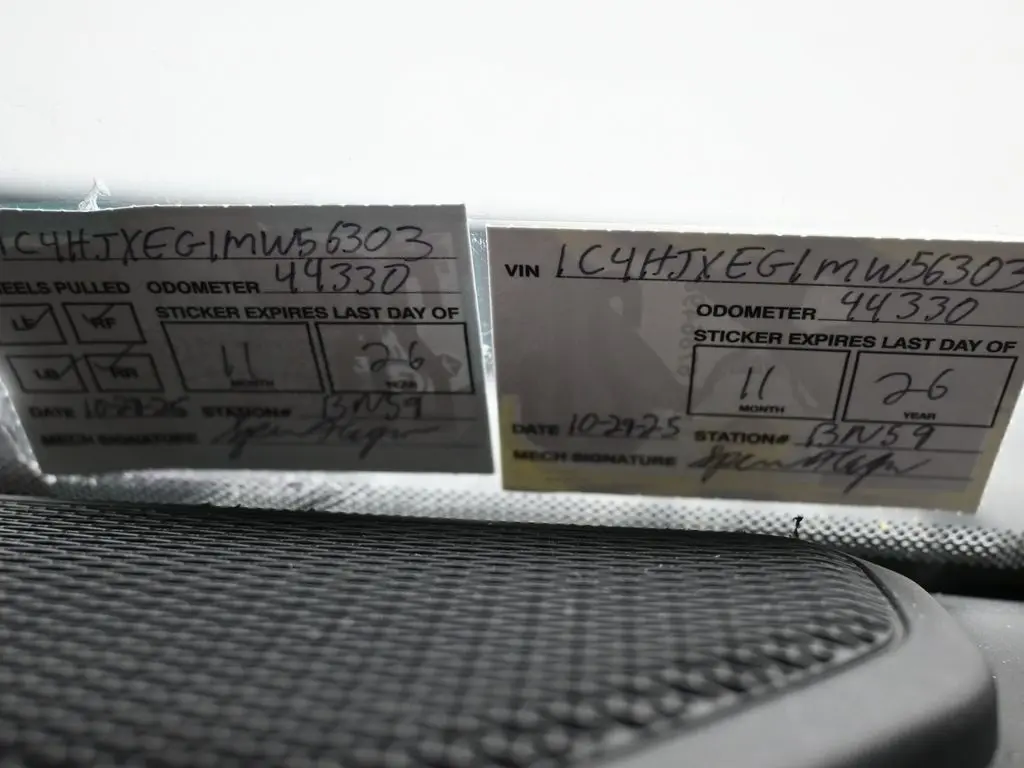 1C4HJXEG1MW56303
EELS PULLED ODOMETER 44330
LF RF STICKER EXPIRES LAST DAY OF
11 26
LR RR MONTH YEAR
DATE 10-29-25 STATION# BN59
MECH SIGNATURE
VIN 1C4HJXEG1MW56303
ODOMETER 44330
STICKER EXPIRES LAST DAY OF
11 26
MONTH YEAR
DATE 10-29-25 STATION# BN59
MECH SIGNATURE